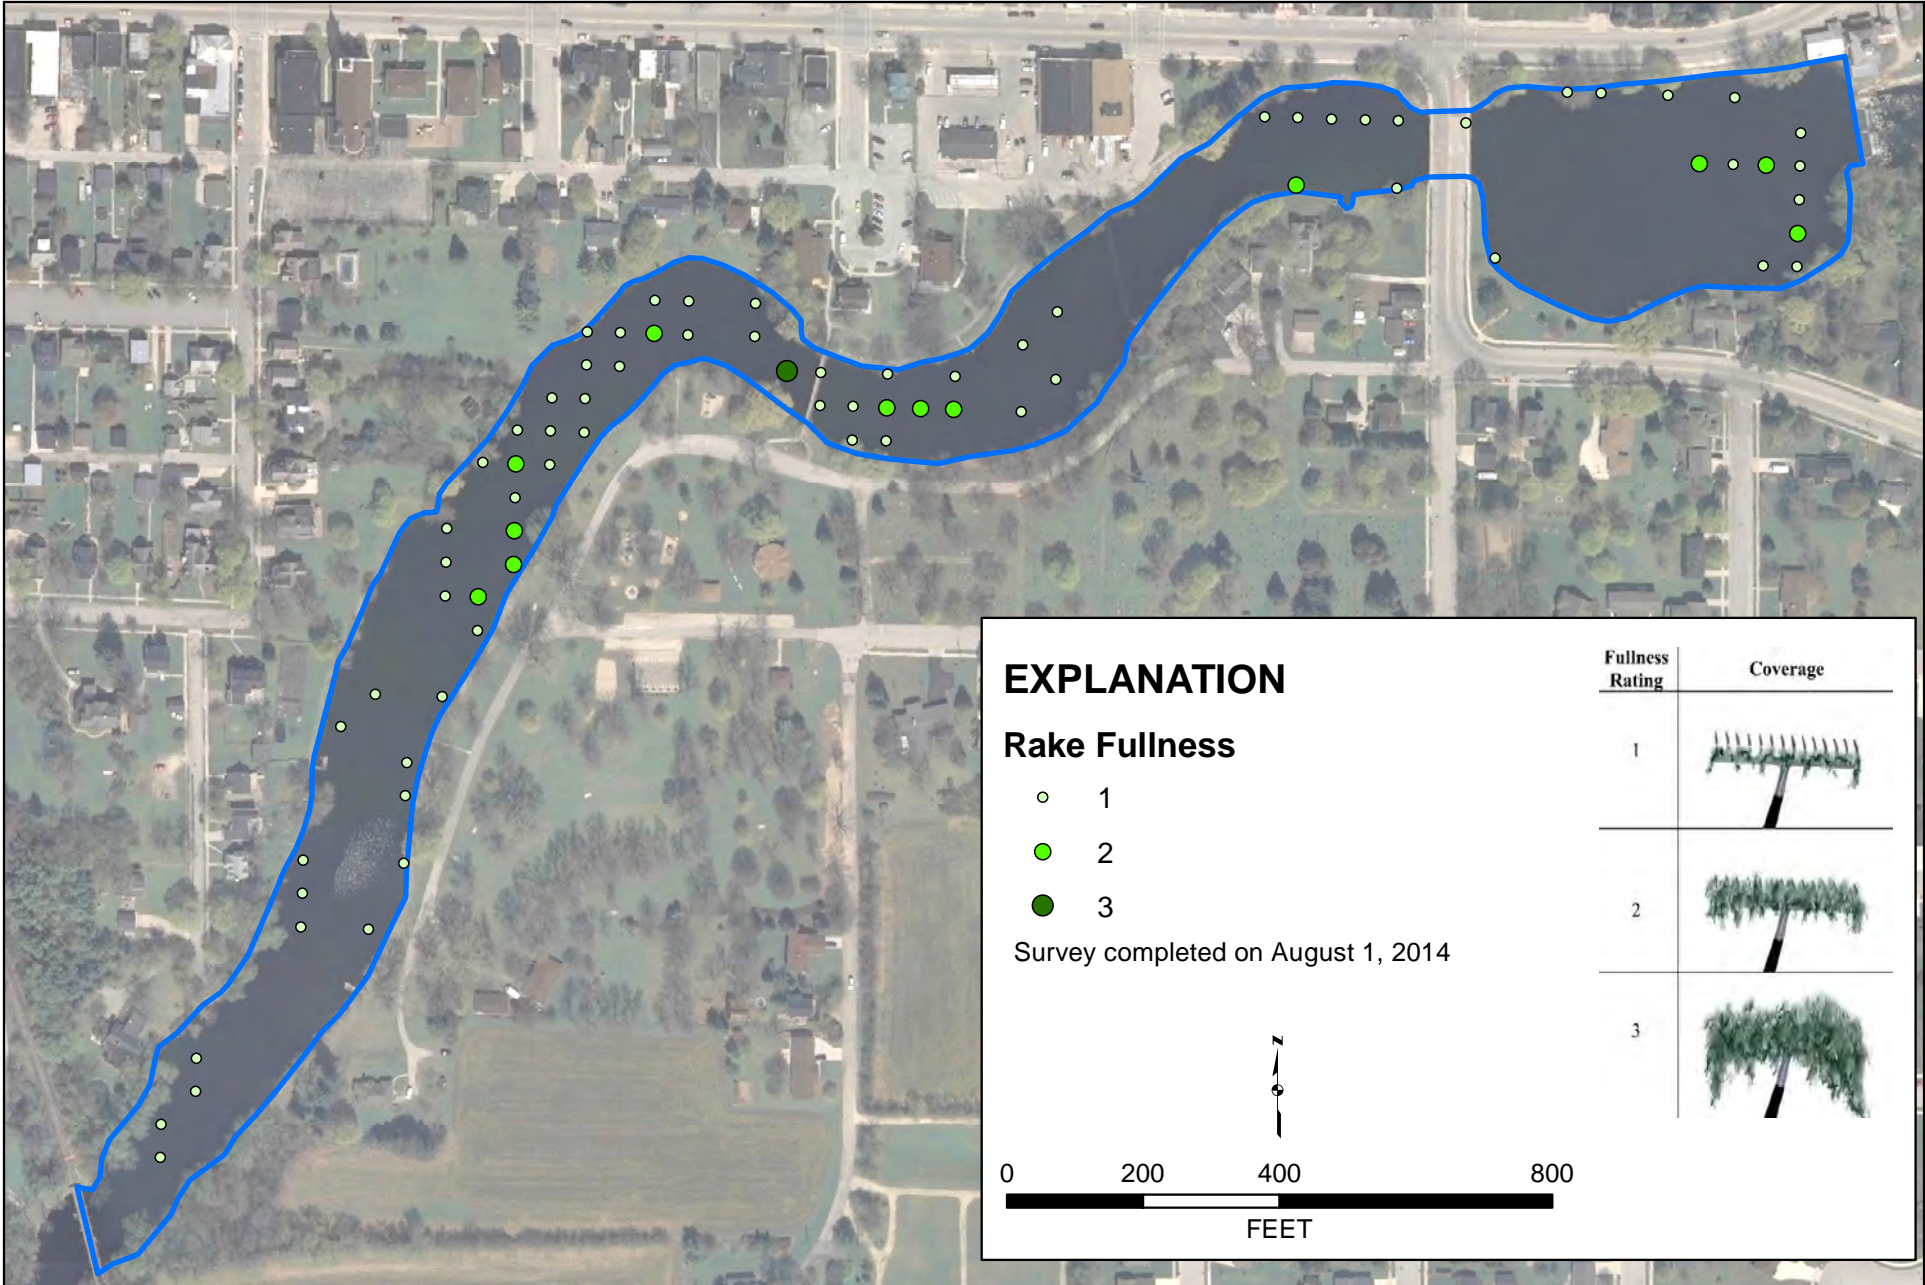 EXPLANATION
Rake Fullness
1
2
3
Survey completed on August 1, 2014
Fullness Rating
Coverage
1
2
3
N
0 200 400 800
FEET